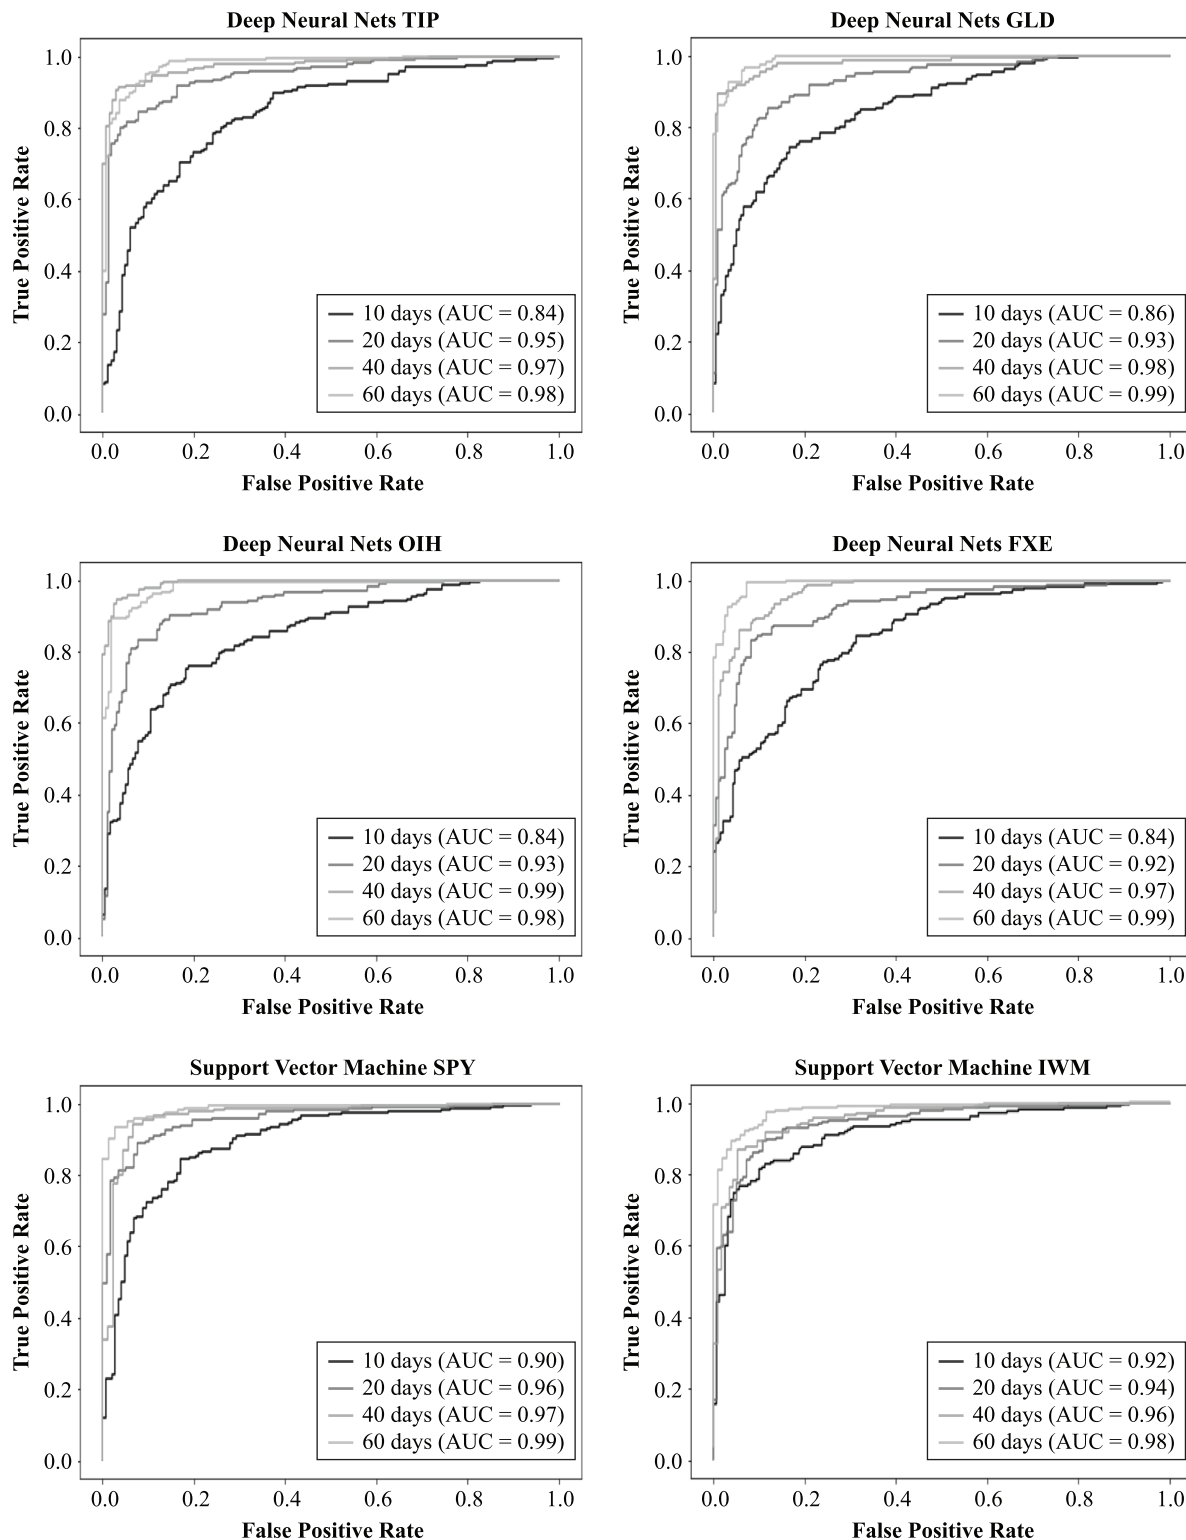 Deep Neural Nets TIP
True Positive Rate
1.0
0.8
0.6
0.4
0.2
0.0
10 days (AUC = 0.84)
20 days (AUC = 0.95)
40 days (AUC = 0.97)
60 days (AUC = 0.98)
0.0 0.2 0.4 0.6 0.8 1.0
False Positive Rate
Deep Neural Nets GLD
True Positive Rate
1.0
0.8
0.6
0.4
0.2
0.0
10 days (AUC = 0.86)
20 days (AUC = 0.93)
40 days (AUC = 0.98)
60 days (AUC = 0.99)
0.0 0.2 0.4 0.6 0.8 1.0
False Positive Rate
Deep Neural Nets OIH
True Positive Rate
1.0
0.8
0.6
0.4
0.2
0.0
10 days (AUC = 0.84)
20 days (AUC = 0.93)
40 days (AUC = 0.99)
60 days (AUC = 0.98)
0.0 0.2 0.4 0.6 0.8 1.0
False Positive Rate
Deep Neural Nets FXE
True Positive Rate
1.0
0.8
0.6
0.4
0.2
0.0
10 days (AUC = 0.84)
20 days (AUC = 0.92)
40 days (AUC = 0.97)
60 days (AUC = 0.99)
0.0 0.2 0.4 0.6 0.8 1.0
False Positive Rate
Support Vector Machine SPY
True Positive Rate
1.0
0.8
0.6
0.4
0.2
0.0
10 days (AUC = 0.90)
20 days (AUC = 0.96)
40 days (AUC = 0.97)
60 days (AUC = 0.99)
0.0 0.2 0.4 0.6 0.8 1.0
False Positive Rate
Support Vector Machine IWM
True Positive Rate
1.0
0.8
0.6
0.4
0.2
0.0
10 days (AUC = 0.92)
20 days (AUC = 0.94)
40 days (AUC = 0.96)
60 days (AUC = 0.98)
0.0 0.2 0.4 0.6 0.8 1.0
False Positive Rate